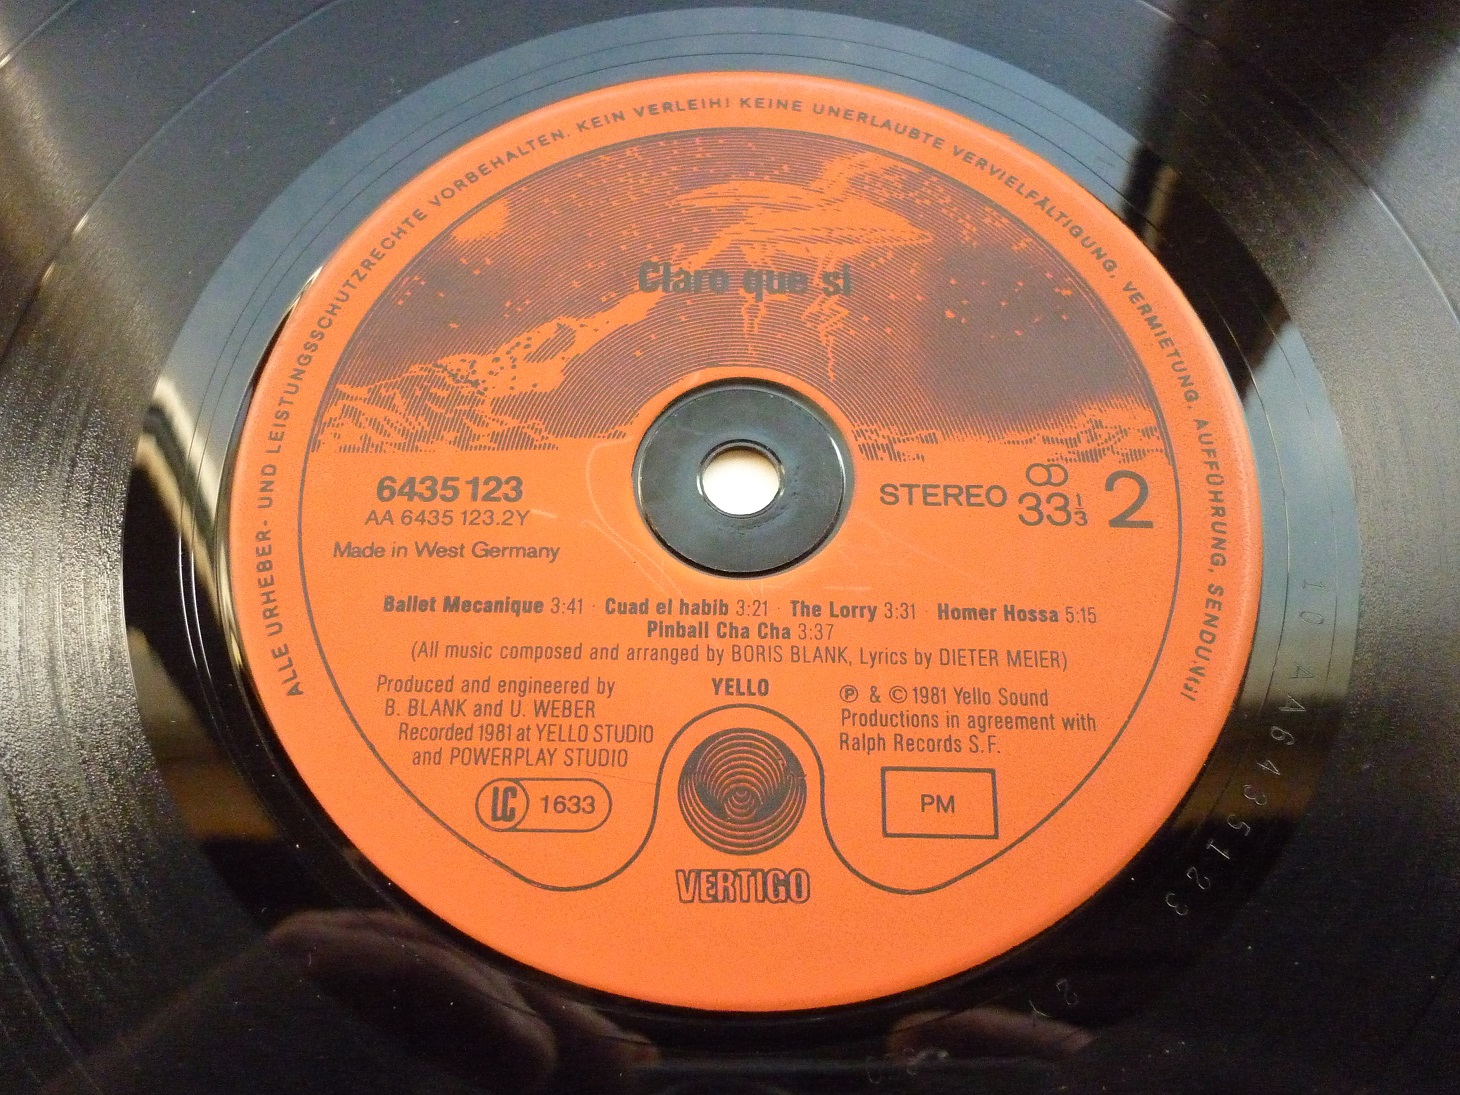 ALLE URHEBER- UND LEISTUNGSSCHUTZRECHTE VORBEHALTEN. KEIN VERLEIH! KEINE UNERLAUBTE VERVIELFÄLTIGUNG, VERMIETUNG, AUFFÜHRUNG, SENDUNG!
Claro que si
6435 123
AA 6435 123.2Y
Made in West Germany
STEREO 33 1/3 2
Ballet Mecanique 3:41 · Cuad el habib 3:21 · The Lorry 3:31 · Homer Hossa 5:15
Pinball Cha Cha 3:37
(All music composed and arranged by BORIS BLANK, Lyrics by DIETER MEIER)
Produced and engineered by
B. BLANK and U. WEBER
Recorded 1981 at YELLO STUDIO
and POWERPLAY STUDIO
YELLO
℗ & © 1981 Yello Sound
Productions in agreement with
Ralph Records S.F.
LC 1633
PM
VERTIGO